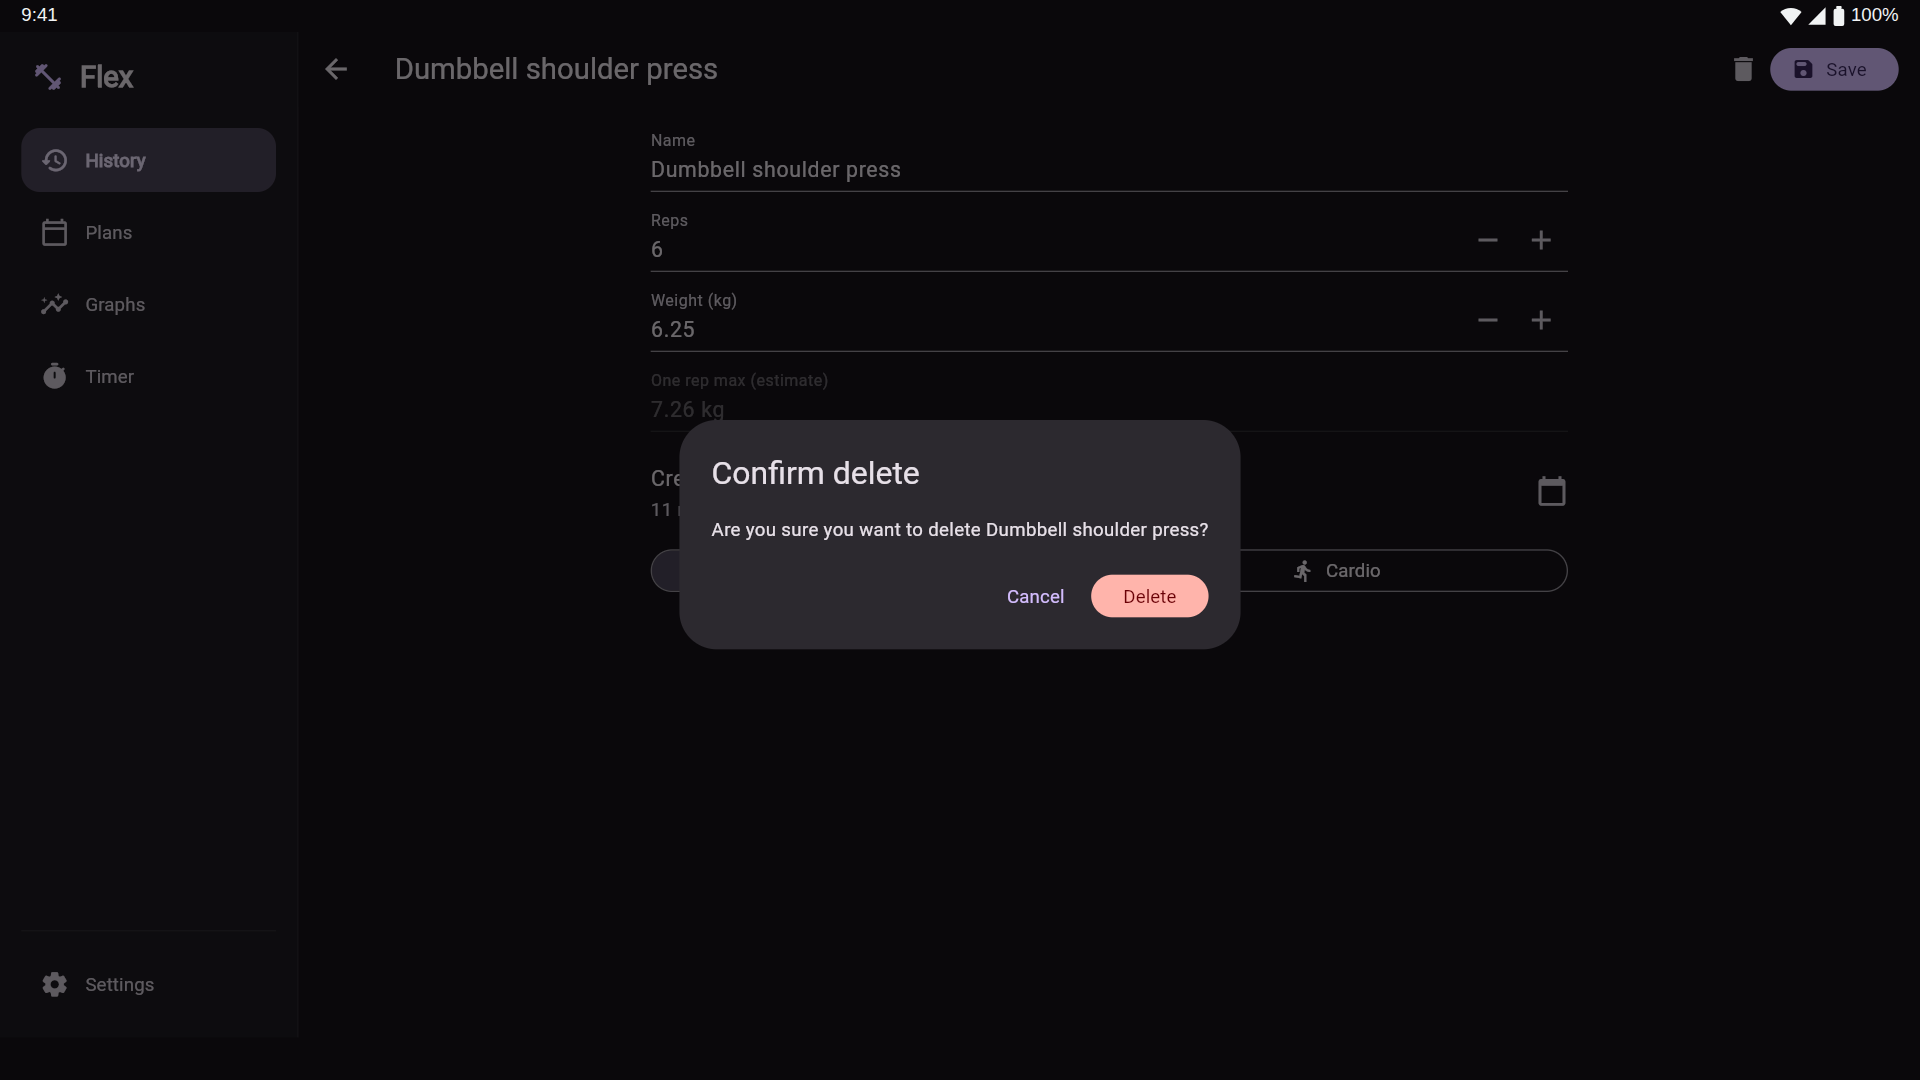 9:41
100%
Flex
Dumbbell shoulder press
Save
History
Plans
Graphs
Timer
Settings
Name
Dumbbell shoulder press
Reps
6
Weight (kg)
6.25
One rep max (estimate)
7.26 kg
11
Cardio
Confirm delete
Are you sure you want to delete Dumbbell shoulder press?
Cancel
Delete